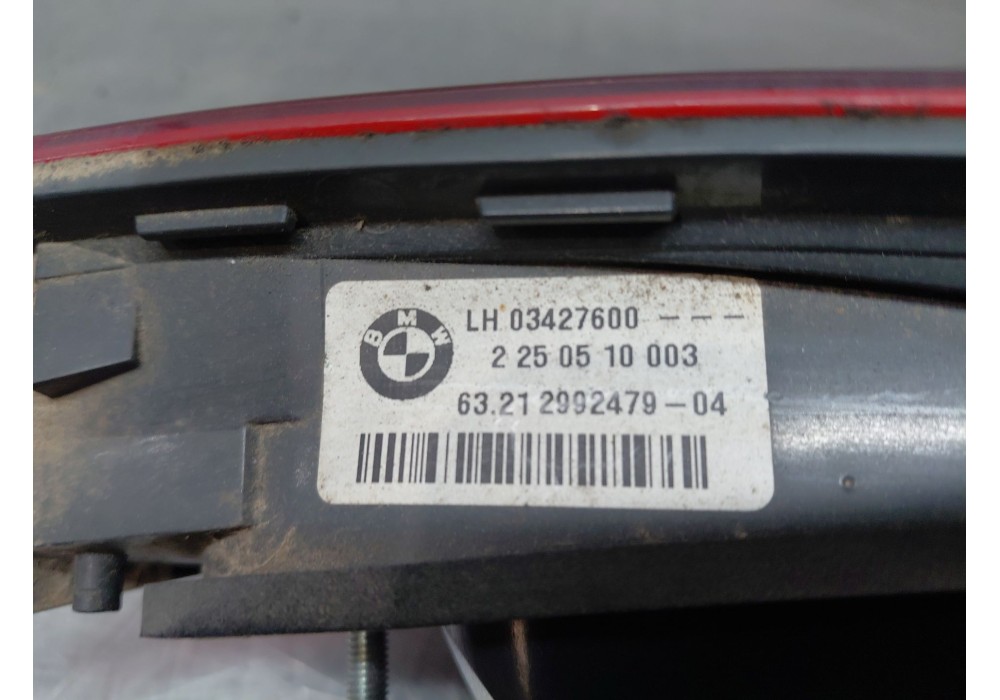 BMW
LH 03427600 - - -
2 25 05 10 003
63.21 2992479-04